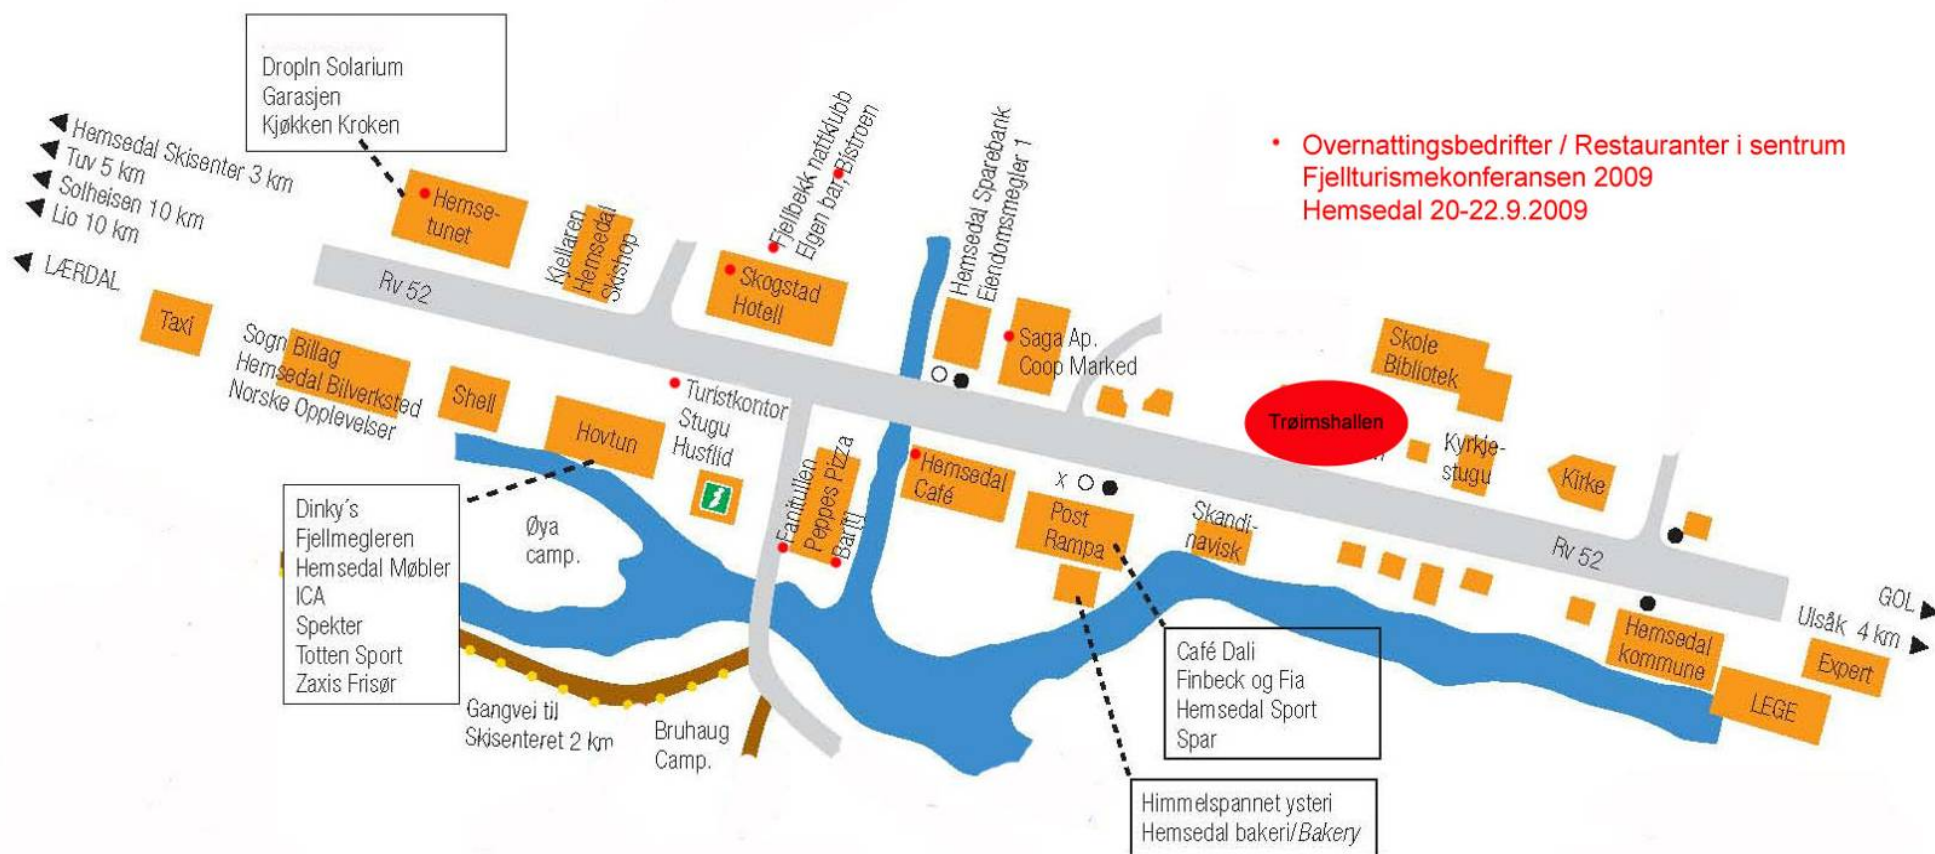 DropIn Solarium
Garasjen
Kjøkken Kroken
Hemsedal Skisenter 3 km
Tuv 5 km
Solheisen 10 km
Lio 10 km
LÆRDAL
Overnattingsbedrifter / Restauranter i sentrum
Fjellturismekonferansen 2009
Hemsedal 20-22.9.2009
Hemse-
tunet
Kjellaren
Hemsedal
Skishop
Fjellbekk nattklubb
Elgen bar, Bistroen
Skogstad
Hotell
Hemsedal Sparebank
Eiendomsmegler 1
Saga Ap.
Coop Marked
Skole
Bibliotek
Trøimshallen
Kyrkje-
stugu
Kirke
Rv 52
Taxi
Sogn Billag
Hemsedal Bilverksted
Norske Opplevelser
Shell
Hovtun
Turistkontor
Stugu
Husflid
i
Fanitullen
Peppes Pizza
Hemsedal
Café
X
Post
Rampa
Skandi-
navisk
Rv 52
GOL
Ulsåk 4 km
Hemsedal
kommune
Expert
LEGE
Dinky´s
Fjellmegleren
Hemsedal Møbler
ICA
Spekter
Totten Sport
Zaxis Frisør
Øya
camp.
Gangvei til
Skisenteret 2 km
Bruhaug
Camp.
Café Dali
Finbeck og Fia
Hemsedal Sport
Spar
Himmelspannet ysteri
Hemsedal bakeri/Bakery